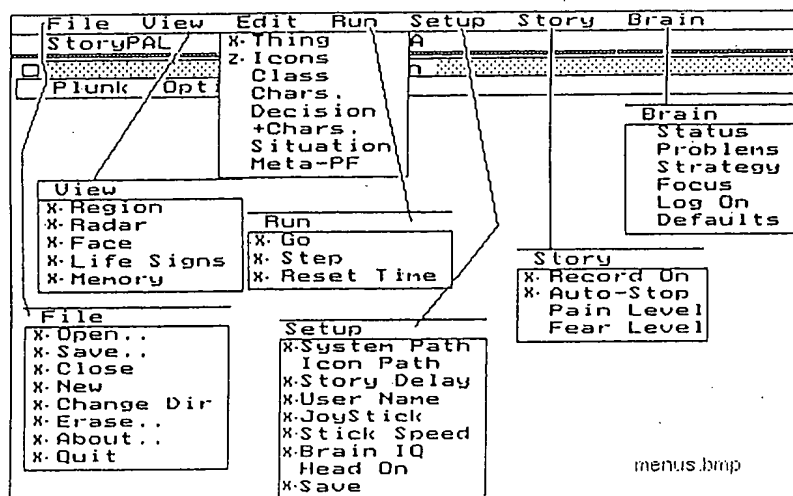 File View Edit Run Setup Story Brain
StoryPAL A
n
Plunk Opti
x. Thing
z. Icons
Class
Chars.
Decision
+Chars.
Situation
Meta-PF
Brain
Status
Problems
Strategy
Focus
Log On
Defaults
View
x. Region
x. Radar
x. Face
x. Life Signs
x. Memory
Run
x. Go
x. Step
x. Reset Time
Story
x. Record On
x. Auto-Stop
Pain Level
Fear Level
File
x. Open..
x. Save..
x. Close
x. New
x. Change Dir
x. Erase..
x. About..
x. Quit
Setup
x. System Path
Icon Path
x. Story Delay
x. User Name
x. JoyStick
x. Stick Speed
x. Brain IQ
Head On
x. Save
menus.bmp